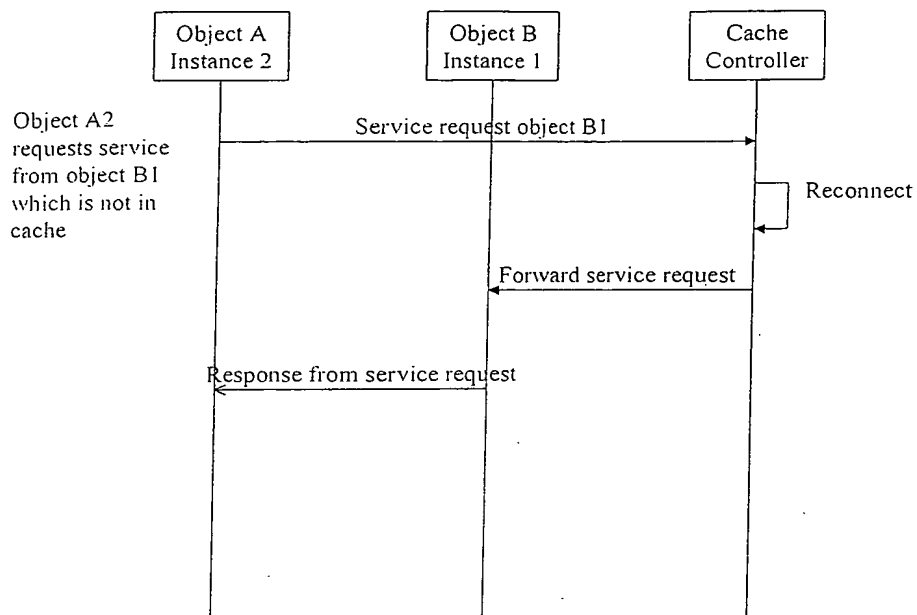 Object A
Instance 2
Object B
Instance 1
Cache
Controller
Object A2
requests service
from object B1
which is not in
cache
Service request object B1
Reconnect
Forward service request
Response from service request